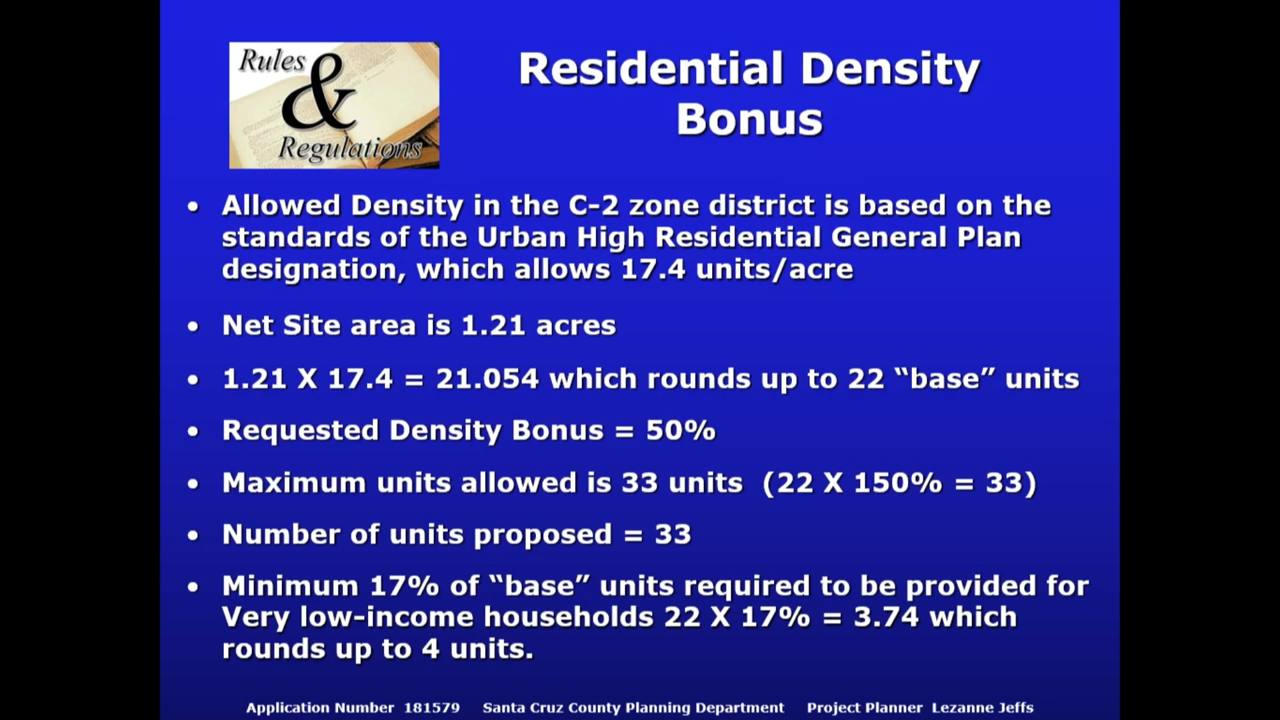 Rules
&
Regulations
Residential Density
Bonus
• Allowed Density in the C-2 zone district is based on the
standards of the Urban High Residential General Plan
designation, which allows 17.4 units/acre
• Net Site area is 1.21 acres
• 1.21 X 17.4 = 21.054 which rounds up to 22 “base” units
• Requested Density Bonus = 50%
• Maximum units allowed is 33 units (22 X 150% = 33)
• Number of units proposed = 33
• Minimum 17% of “base” units required to be provided for
Very low-income households 22 X 17% = 3.74 which
rounds up to 4 units.
Application Number 181579 Santa Cruz County Planning Department Project Planner Lezanne Jeffs